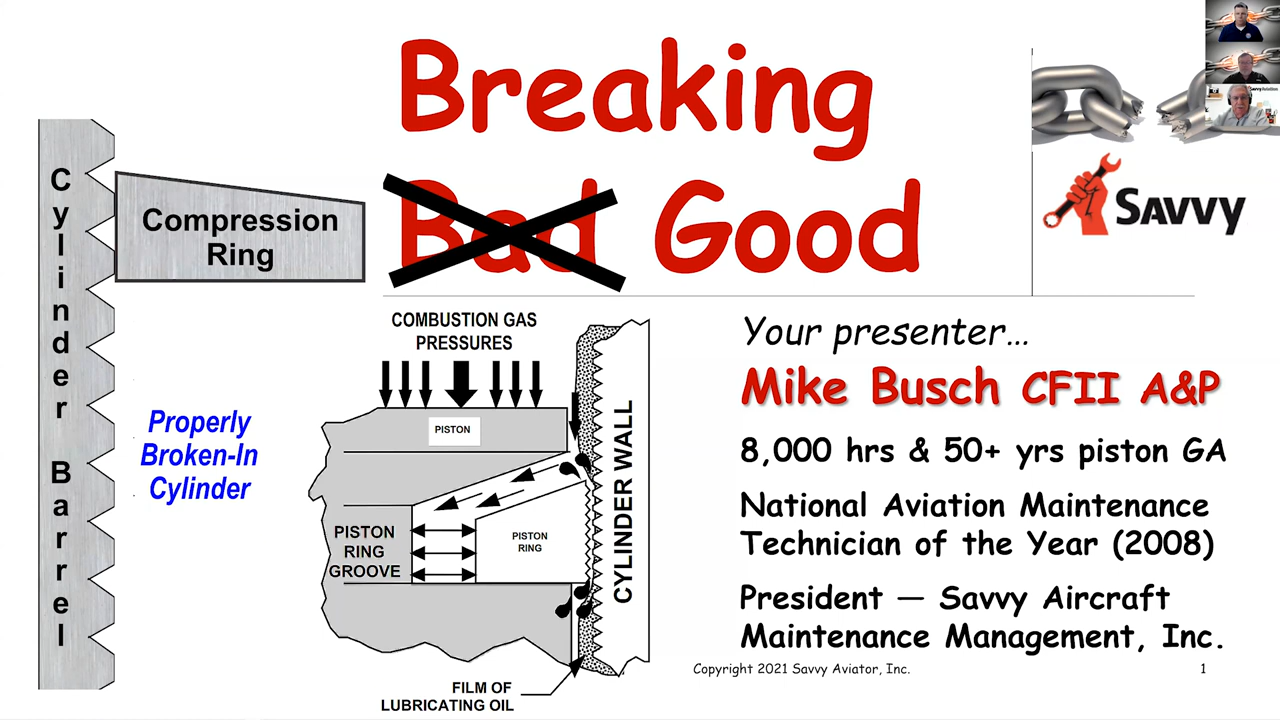 Breaking
Bad Good
SAVVY
Cylinder Barrel
Compression
Ring
Properly
Broken-In
Cylinder
COMBUSTION GAS
PRESSURES
PISTON
PISTON
RING
GROOVE
PISTON
RING
CYLINDER WALL
FILM OF
LUBRICATING OIL
Your presenter…
Mike Busch CFII A&P
8,000 hrs & 50+ yrs piston GA
National Aviation Maintenance
Technician of the Year (2008)
President — Savvy Aircraft
Maintenance Management, Inc.
Copyright 2021 Savvy Aviator, Inc.
1